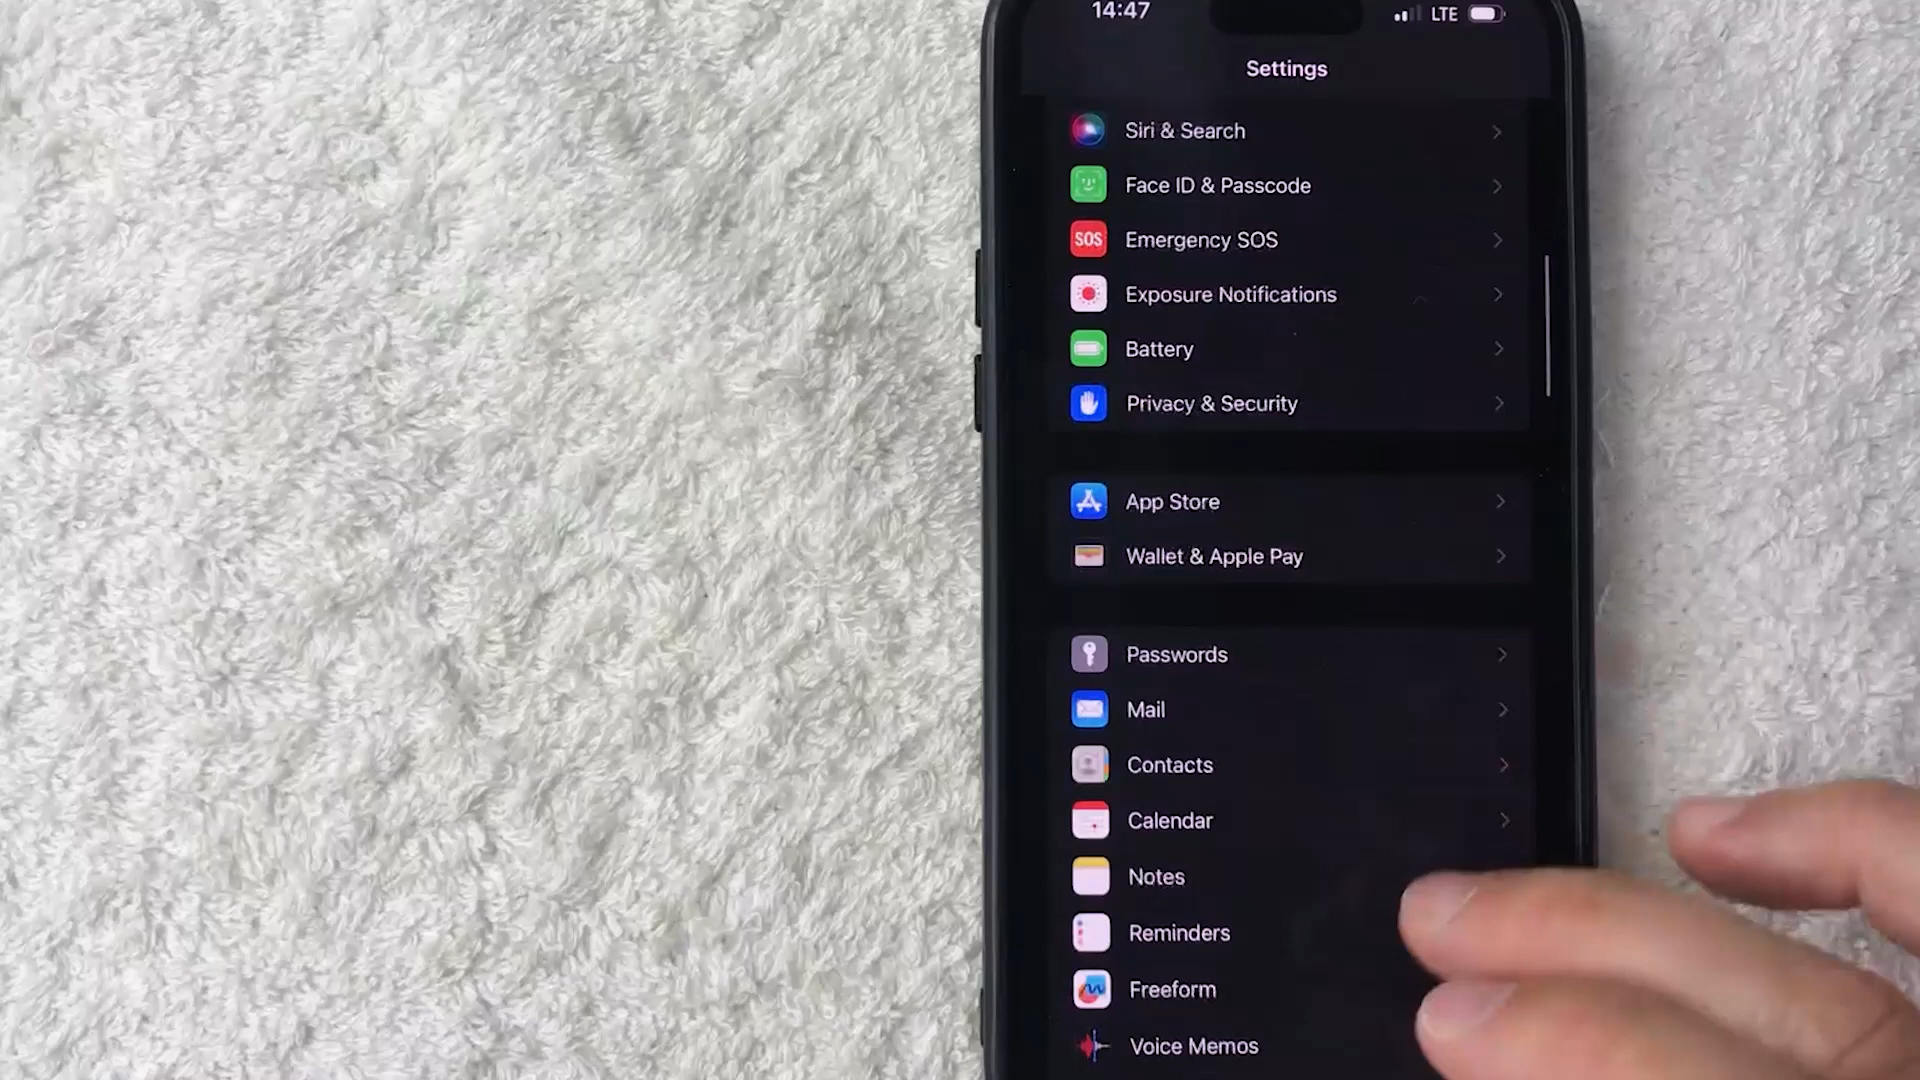 14:47
LTE
Settings
Siri & Search
Face ID & Passcode
SOS
Emergency SOS
Exposure Notifications
Battery
Privacy & Security
App Store
Wallet & Apple Pay
Passwords
Mail
Contacts
Calendar
Notes
Reminders
Freeform
Voice Memos